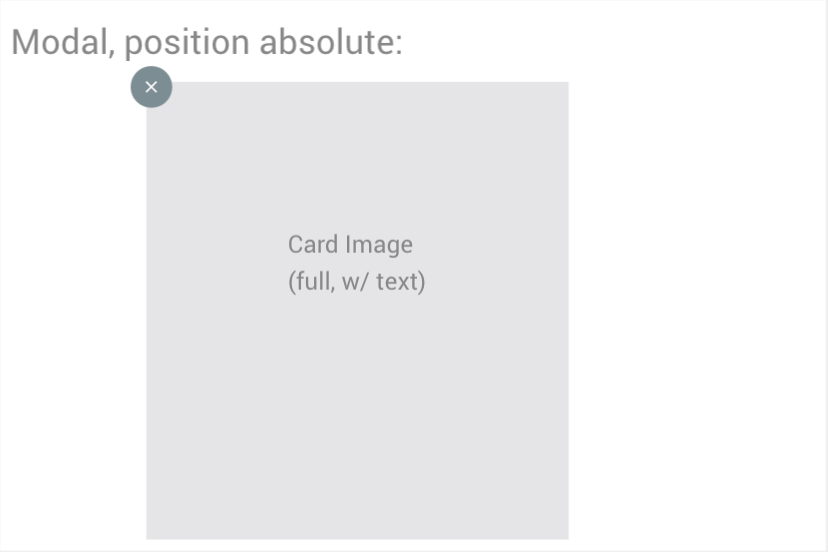 Modal, position absolute:
×
Card Image
(full, w/ text)